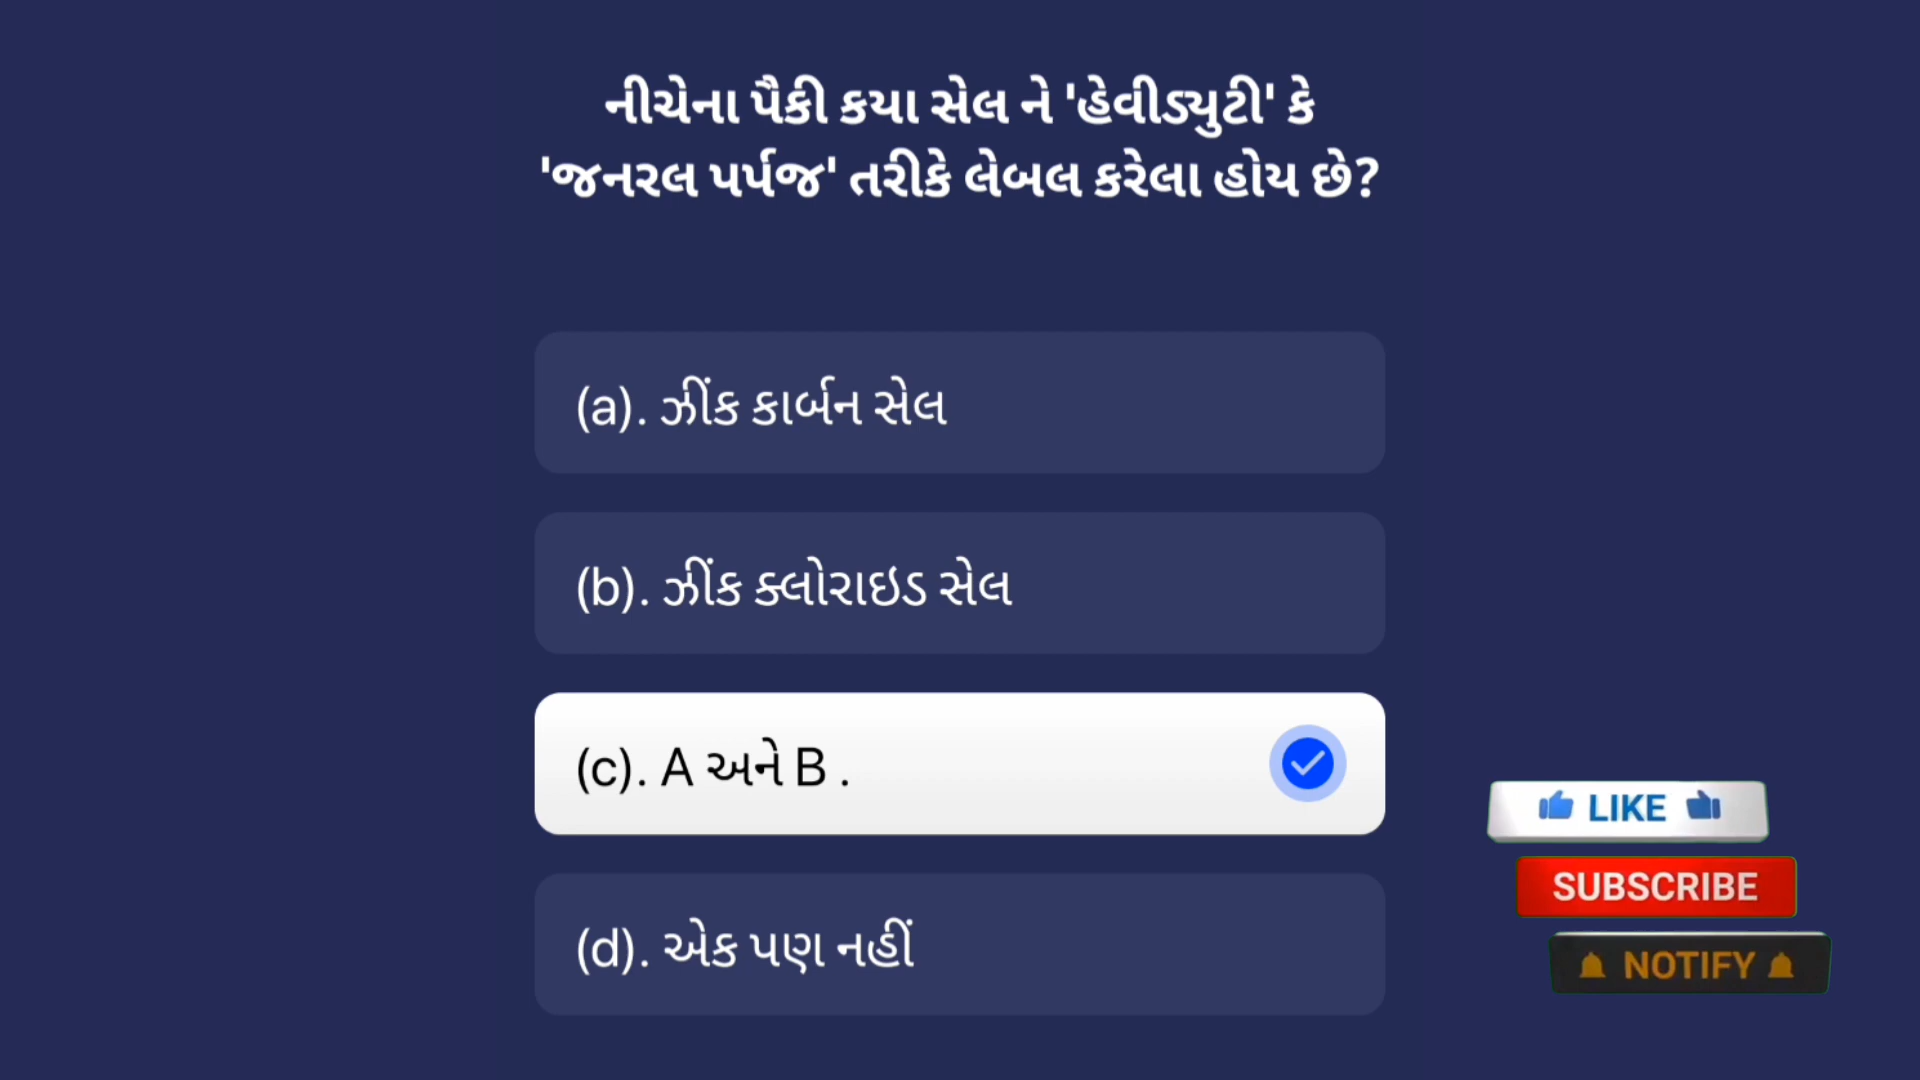 નીચેના પૈકી કયા સેલ ને 'હેવીડ્યુટી' કે
'જનરલ પર્પજ' તરીકે લેબલ કરેલા હોય છે?
(a). ઝીંક કાર્બન સેલ
(b). ઝીંક ક્લોરાઇડ સેલ
(c). A અને B .
(d). એક પણ નહીં
LIKE
SUBSCRIBE
NOTIFY